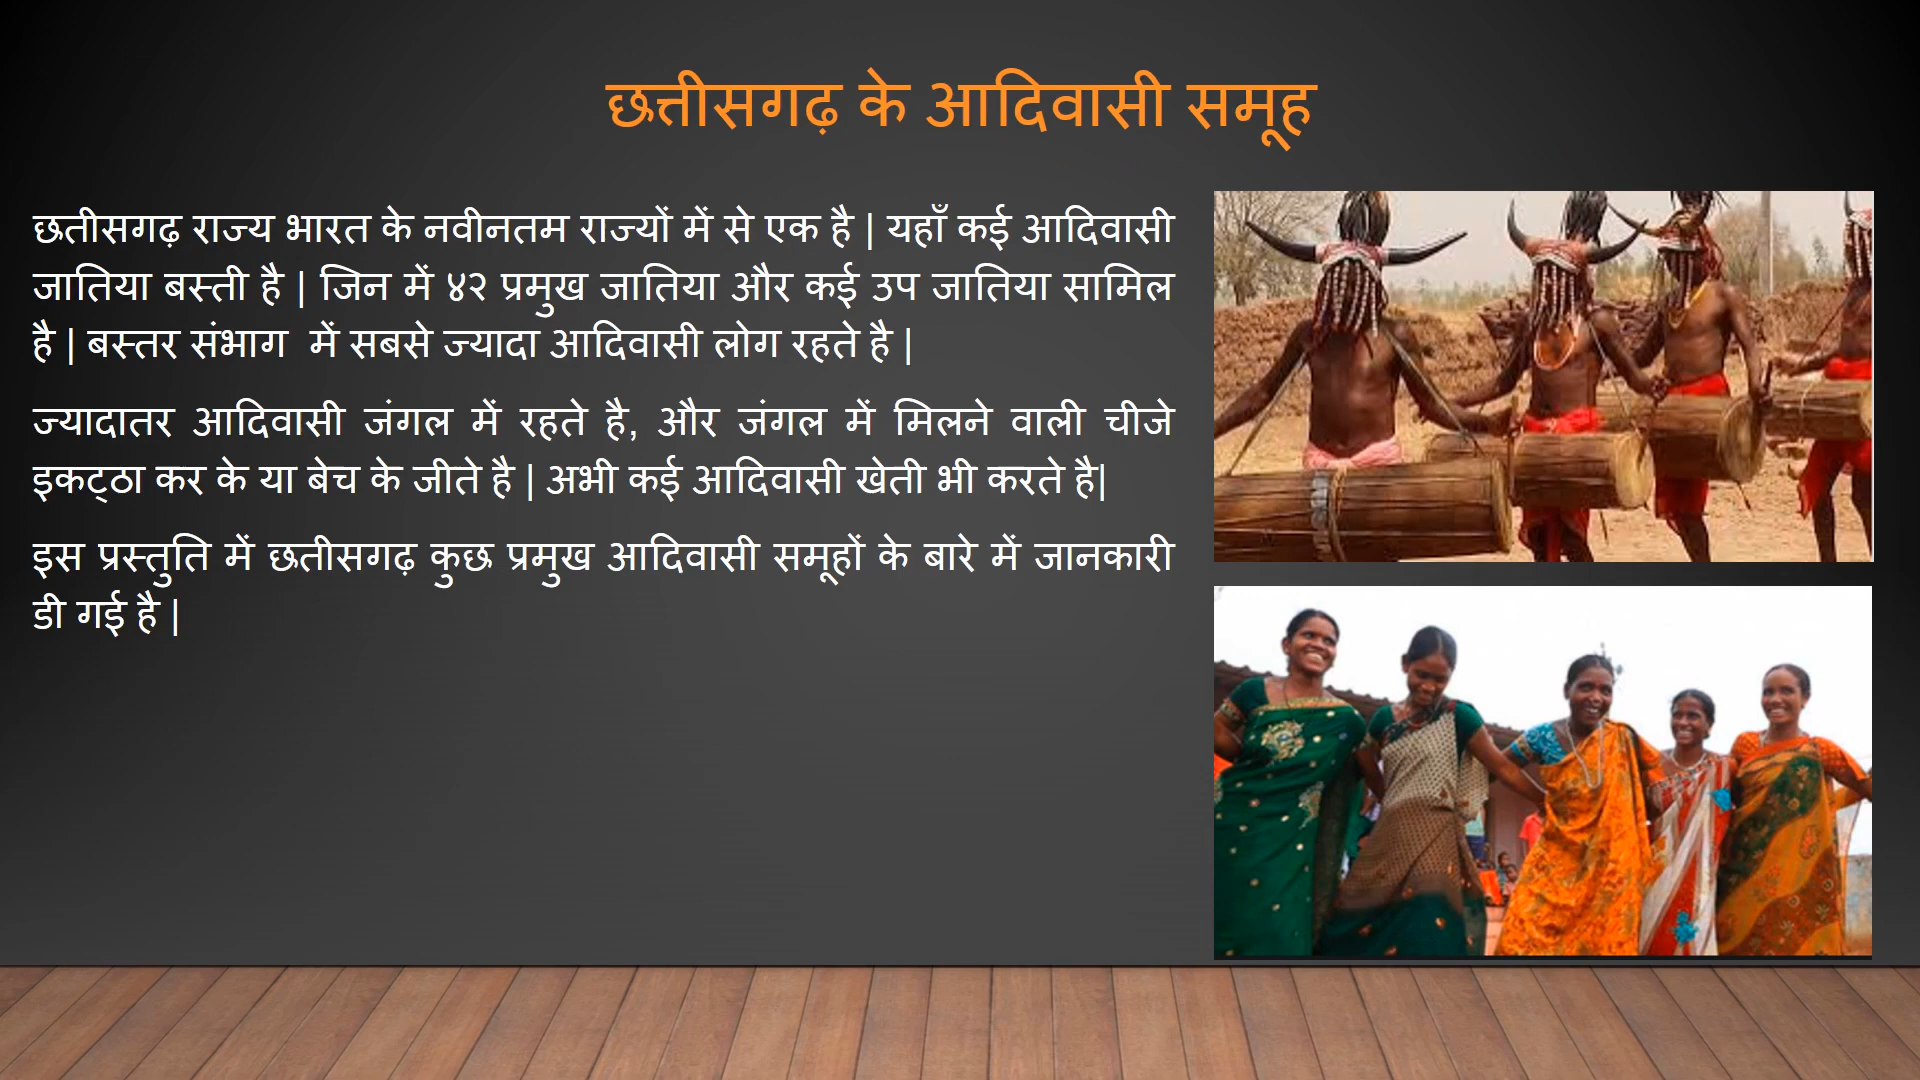 छत्तीसगढ़ के आदिवासी समूह
छतीसगढ़ राज्य भारत के नवीनतम राज्यों में से एक है | यहाँ कई आदिवासी
जातिया बस्ती है | जिन में ४२ प्रमुख जातिया और कई उप जातिया सामिल
है | बस्तर संभाग में सबसे ज्यादा आदिवासी लोग रहते है |
ज्यादातर आदिवासी जंगल में रहते है, और जंगल में मिलने वाली चीजे
इकट्ठा कर के या बेच के जीते है | अभी कई आदिवासी खेती भी करते है|
इस प्रस्तुति में छतीसगढ़ कुछ प्रमुख आदिवासी समूहों के बारे में जानकारी
डी गई है |